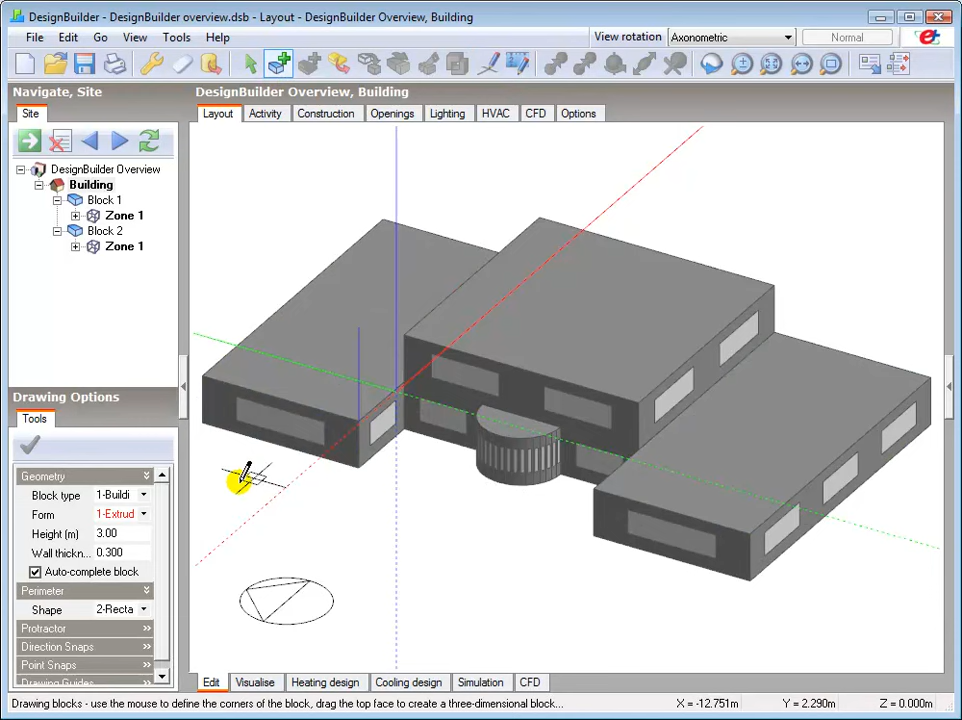 DesignBuilder - DesignBuilder overview.dsb - Layout - DesignBuilder Overview, Building
File Edit Go View Tools Help
View rotation Axonometric Normal
Navigate, Site
DesignBuilder Overview, Building
Site
Layout Activity Construction Openings Lighting HVAC CFD Options
DesignBuilder Overview
Building
Block 1
Zone 1
Block 2
Zone 1
Drawing Options
Tools
Geometry
Block type 1-Buildi
Form 1-Extrud
Height (m) 3.00
Wall thickn... 0.300
Auto-complete block
Perimeter
Shape 2-Recta
Protractor
Direction Snaps
Point Snaps
Drawing Guides
Edit Visualise Heating design Cooling design Simulation CFD
Drawing blocks - use the mouse to define the corners of the block, drag the top face to create a three-dimensional block... X = -12.751m Y = 2.290m Z = 0.000m